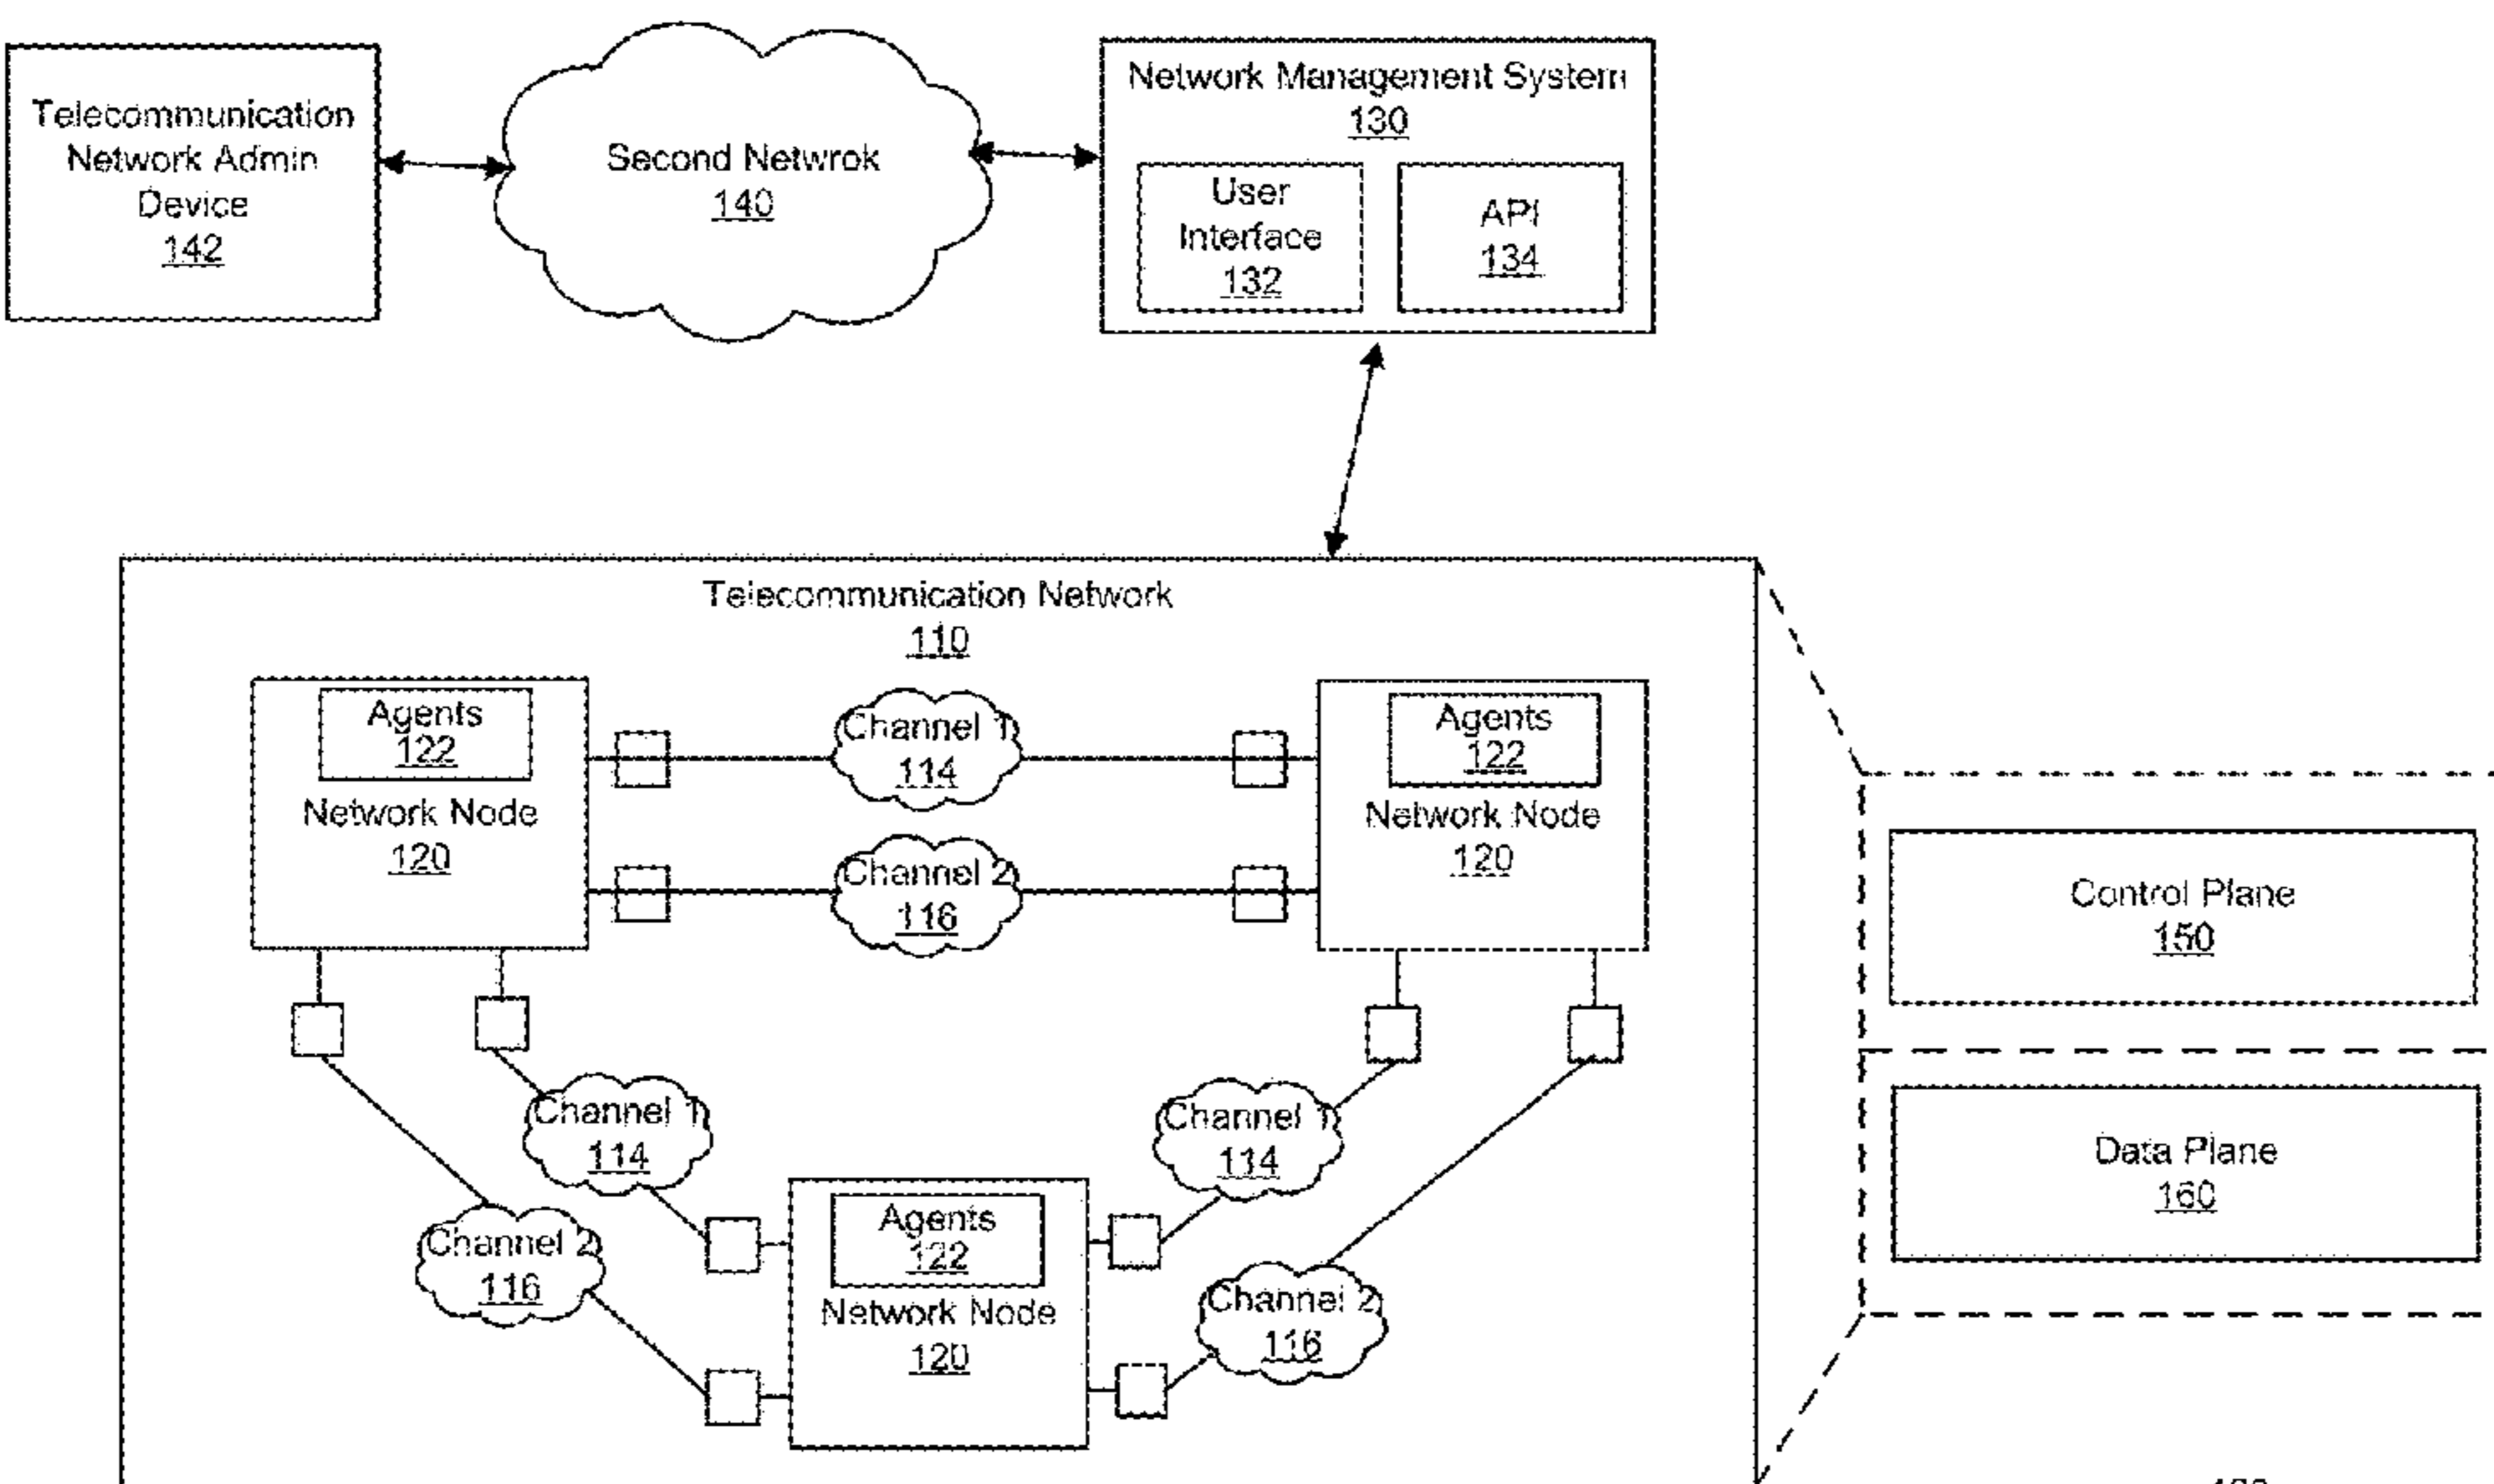 Telecommunication
Network Admin
Device
142
Second Netwrok
140
Network Management System
130
User
Interface
132
API
134
Telecommunication Network
110
Agents
122
Network Node
120
Channel 1
114
Channel 2
116
Agents
122
Network Node
120
Channel 1
114
Channel 2
116
Agents
122
Network Node
120
Channel 1
114
Channel 2
116
Control Plane
150
Data Plane
160